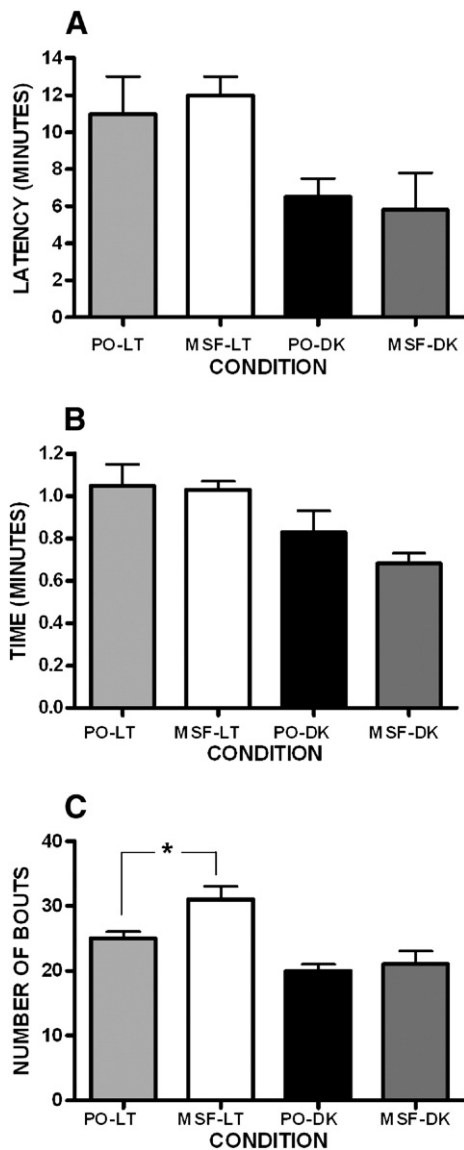 A
LATENCY (MINUTES)
14
12
10
8
6
4
2
0
PO-LT MSF-LT PO-DK MSF-DK
CONDITION
B
TIME (MINUTES)
1.2
1.0
0.8
0.6
0.4
0.2
0.0
PO-LT MSF-LT PO-DK MSF-DK
CONDITION
C
NUMBER OF BOUTS
40
30
20
10
0
*
PO-LT MSF-LT PO-DK MSF-DK
CONDITION